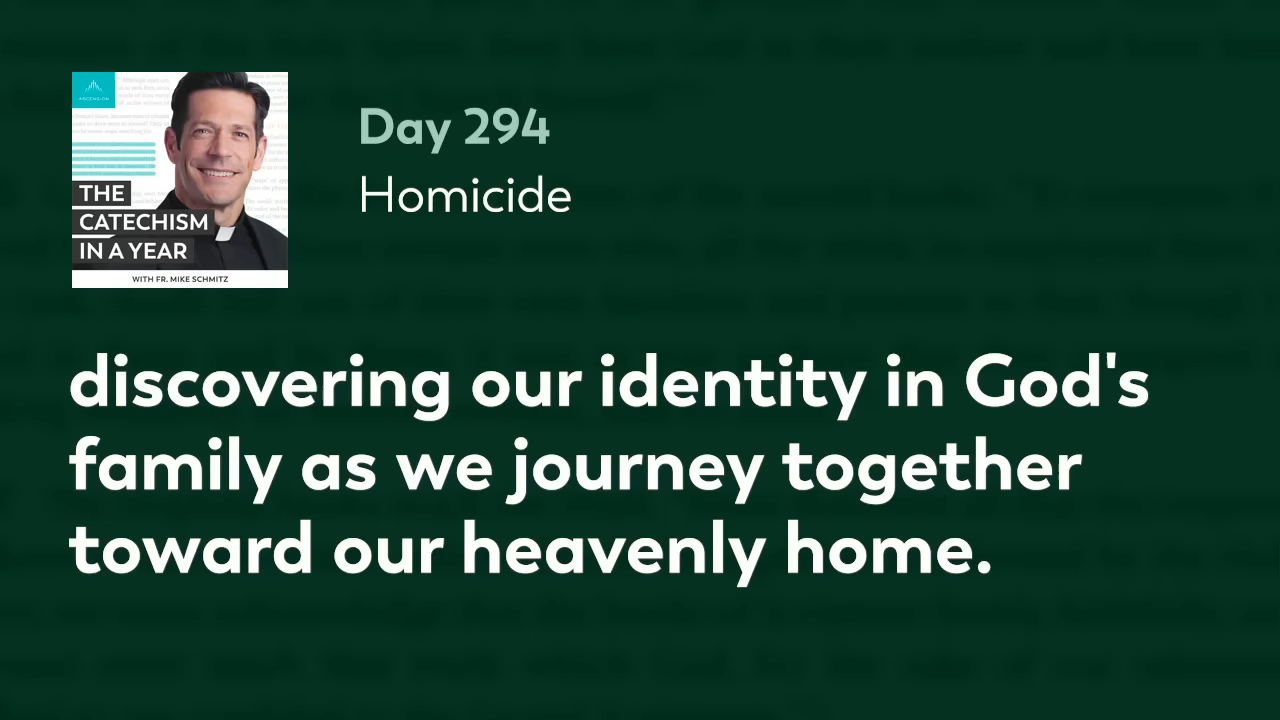 Day 294
Homicide
ASCENSION
THE
CATECHISM
IN A YEAR
WITH FR. MIKE SCHMITZ
discovering our identity in God's
family as we journey together
toward our heavenly home.